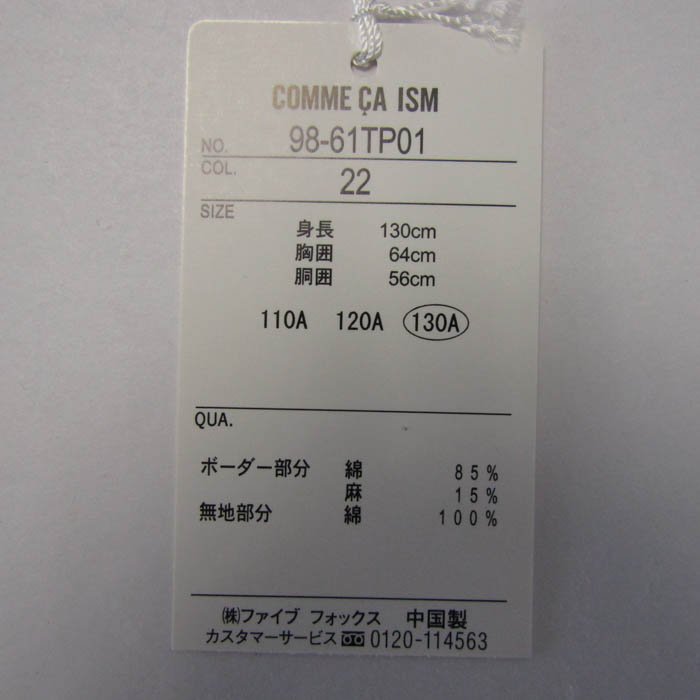 COMME ÇA ISM
NO. 98-61TP01
COL. 22
SIZE
身長 130cm
胸囲 64cm
胴囲 56cm
110A 120A 130A
QUA.
ボーダー部分 綿 85%
麻 15%
無地部分 綿 100%
㈱ファイブ フォックス 中国製
カスタマーサービス 0120-114563